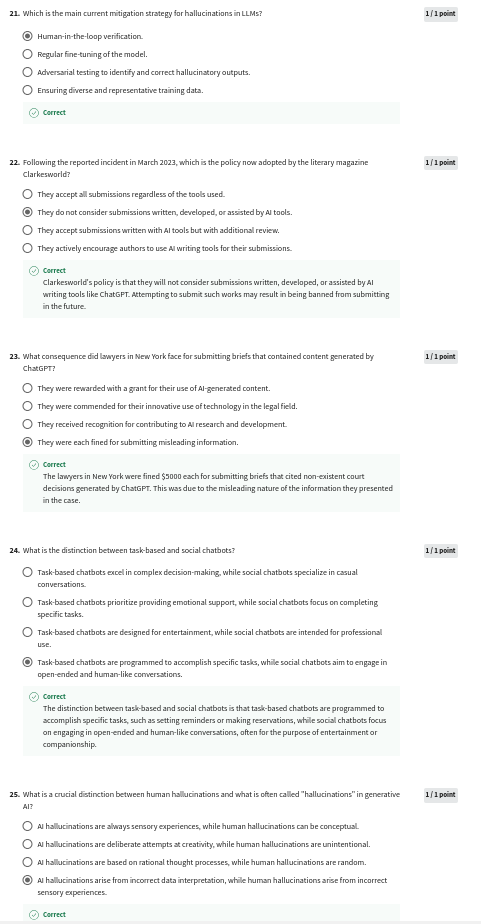 21. Which is the main current mitigation strategy for hallucinations in LLMs?
1 / 1 point
Human-in-the-loop verification.
Regular fine-tuning of the model.
Adversarial testing to identify and correct hallucinatory outputs.
Ensuring diverse and representative training data.
Correct
22. Following the reported incident in March 2023, which is the policy now adopted by the literary magazine
Clarkesworld?
1 / 1 point
They accept all submissions regardless of the tools used.
They do not consider submissions written, developed, or assisted by AI tools.
They accept submissions written with AI tools but with additional review.
They actively encourage authors to use AI writing tools for their submissions.
Correct
Clarkesworld's policy is that they will not consider submissions written, developed, or assisted by AI
writing tools like ChatGPT. Attempting to submit such works may result in being banned from submitting
in the future.
23. What consequence did lawyers in New York face for submitting briefs that contained content generated by
ChatGPT?
1 / 1 point
They were rewarded with a grant for their use of AI-generated content.
They were commended for their innovative use of technology in the legal field.
They received recognition for contributing to AI research and development.
They were each fined for submitting misleading information.
Correct
The lawyers in New York were fined $5000 each for submitting briefs that cited non-existent court
decisions generated by ChatGPT. This was due to the misleading nature of the information they presented
in the case.
24. What is the distinction between task-based and social chatbots?
1 / 1 point
Task-based chatbots excel in complex decision-making, while social chatbots specialize in casual
conversations.
Task-based chatbots prioritize providing emotional support, while social chatbots focus on completing
specific tasks.
Task-based chatbots are designed for entertainment, while social chatbots are intended for professional
use.
Task-based chatbots are programmed to accomplish specific tasks, while social chatbots aim to engage in
open-ended and human-like conversations.
Correct
The distinction between task-based and social chatbots is that task-based chatbots are programmed to
accomplish specific tasks, such as setting reminders or making reservations, while social chatbots focus
on engaging in open-ended and human-like conversations, often for the purpose of entertainment or
companionship.
25. What is a crucial distinction between human hallucinations and what is often called "hallucinations" in generative
AI?
1 / 1 point
AI hallucinations are always sensory experiences, while human hallucinations can be conceptual.
AI hallucinations are deliberate attempts at creativity, while human hallucinations are unintentional.
AI hallucinations are based on rational thought processes, while human hallucinations are random.
AI hallucinations arise from incorrect data interpretation, while human hallucinations arise from incorrect
sensory experiences.
Correct